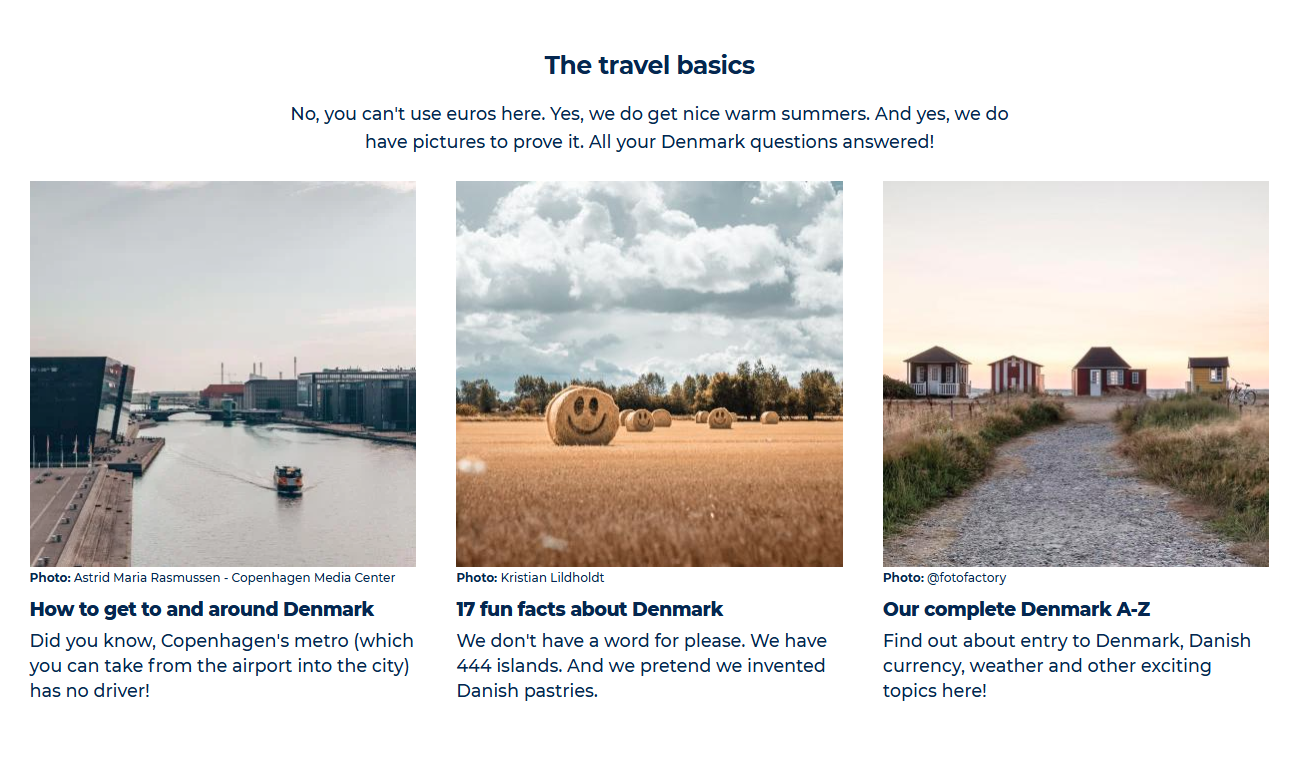 The travel basics
No, you can't use euros here. Yes, we do get nice warm summers. And yes, we do
have pictures to prove it. All your Denmark questions answered!
Photo: Astrid Maria Rasmussen - Copenhagen Media Center
How to get to and around Denmark
Did you know, Copenhagen's metro (which
you can take from the airport into the city)
has no driver!
Photo: Kristian Lildholdt
17 fun facts about Denmark
We don't have a word for please. We have
444 islands. And we pretend we invented
Danish pastries.
Photo: @fotofactory
Our complete Denmark A-Z
Find out about entry to Denmark, Danish
currency, weather and other exciting
topics here!